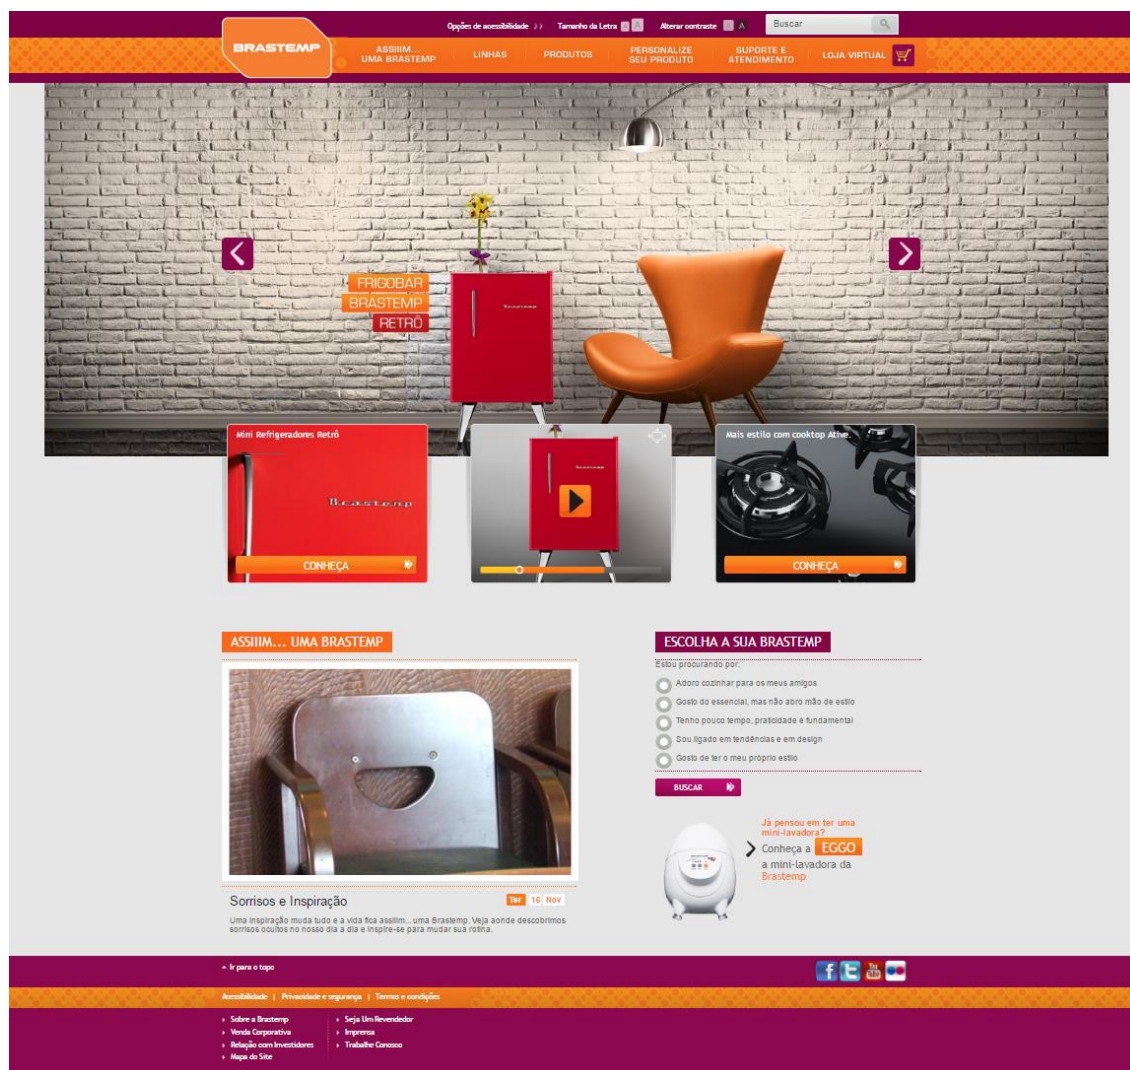 Opções de acessibilidade >> Tamanho da Letra A A Alterar contraste A A Buscar
BRASTEMP
ASSIIIM...
UMA BRASTEMP
LINHAS
PRODUTOS
PERSONALIZE
SEU PRODUTO
SUPORTE E
ATENDIMENTO
LOJA VIRTUAL
FRIGOBAR
BRASTEMP
RETRÔ
Brastemp
Mini Refrigeradores Retrô
Brastemp
CONHEÇA
Brastemp
Mais estilo com cooktop Ative.
CONHEÇA
ASSIIIM... UMA BRASTEMP
Sorrisos e Inspiração
Ter 16 Nov
Uma inspiração muda tudo e a vida fica assiiim... uma Brastemp. Veja aonde descobrimos
sorrisos ocultos no nosso dia a dia e inspire-se para mudar sua rotina.
ESCOLHA A SUA BRASTEMP
Estou procurando por:
Adoro cozinhar para os meus amigos
Gosto do essencial, mas não abro mão de estilo
Tenho pouco tempo, praticidade é fundamental
Sou ligado em tendências e em design
Gosto de ter o meu próprio estilo
BUSCAR
Já pensou em ter uma
mini-lavadora?
Conheça a EGGO
a mini-lavadora da
Brastemp
Ir para o topo
You
Tube
Acessibilidade | Privacidade e segurança | Termos e condições
Sobre a Brastemp
Venda Corporativa
Relação com Investidores
Mapa do Site
Seja Um Revendedor
Imprensa
Trabalhe Conosco